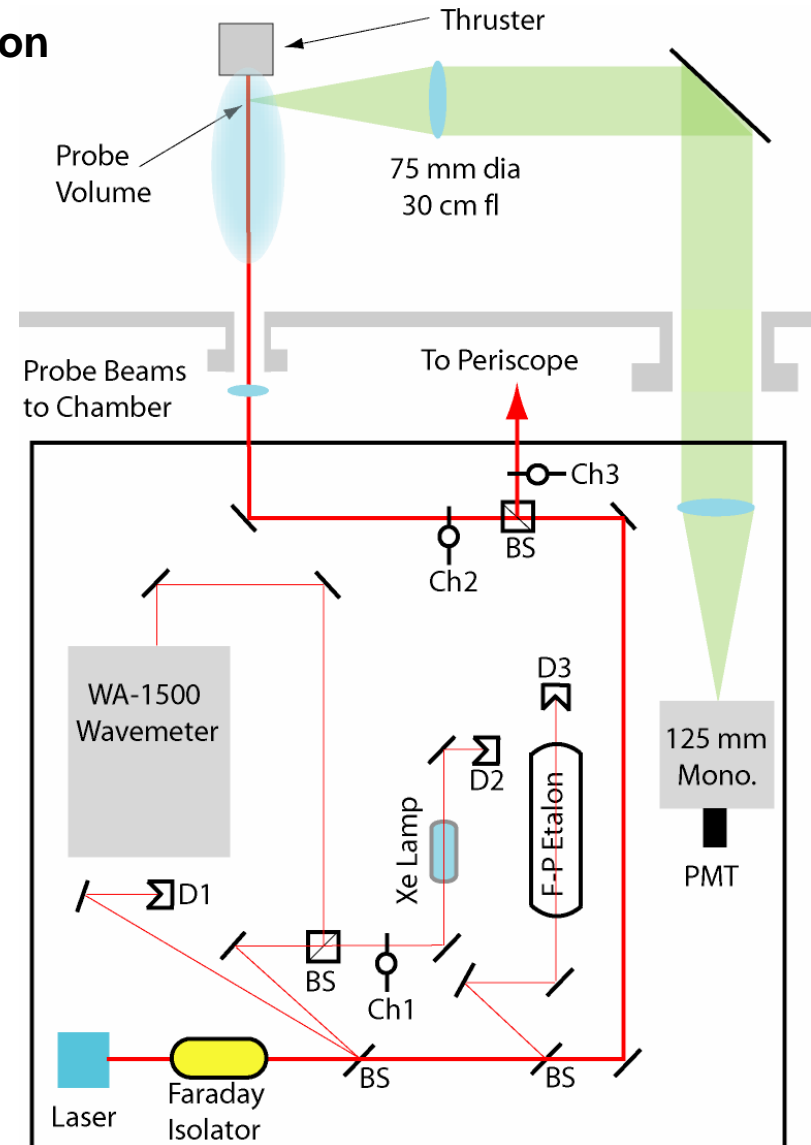 on
Thruster
Probe
Volume
75 mm dia
30 cm fl
Probe Beams
to Chamber
To Periscope
Ch3
BS
Ch2
WA-1500
Wavemeter
D3
D2
125 mm
Mono.
Xe Lamp
F-P Etalon
PMT
D1
BS
Ch1
BS
BS
Laser
Faraday
Isolator